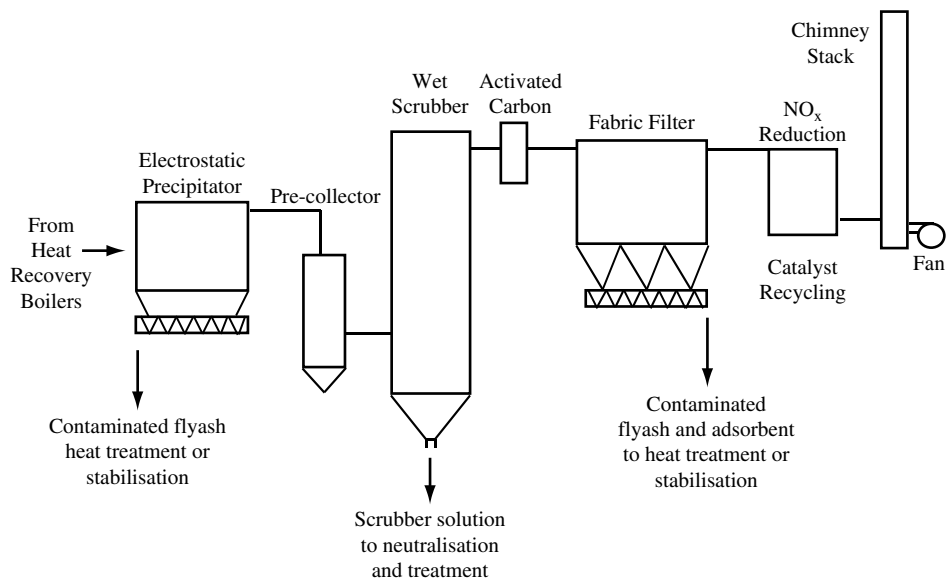 Chimney
Stack
Wet
Scrubber
Activated
Carbon
NOx
Reduction
Fabric Filter
Electrostatic
Precipitator
Pre-collector
From
Heat
Recovery
Boilers
Fan
Catalyst
Recycling
Contaminated flyash
heat treatment or
stabilisation
Contaminated
flyash and adsorbent
to heat treatment or
stabilisation
Scrubber solution
to neutralisation
and treatment